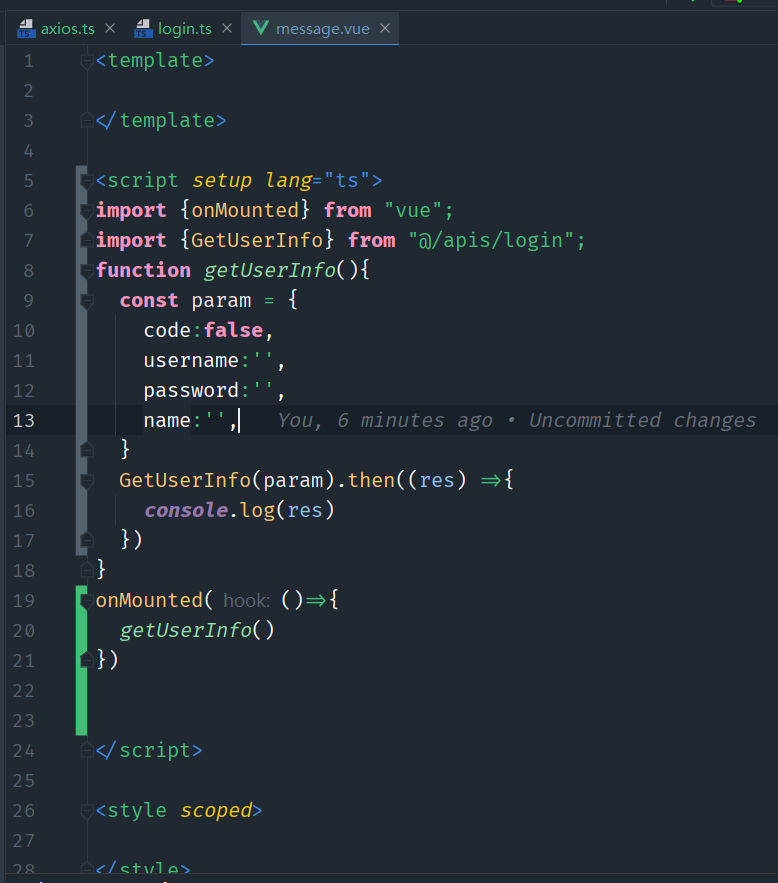 axios.ts × login.ts × message.vue ×
1 <template>
2
3 </template>
4
5 <script setup lang="ts">
6 import {onMounted} from "vue";
7 import {GetUserInfo} from "@/apis/login";
8 function getUserInfo(){
9 const param = {
10 code:false,
11 username:'',
12 password:'',
13 name:'', You, 6 minutes ago • Uncommitted changes
14 }
15 GetUserInfo(param).then((res) =>{
16 console.log(res)
17 })
18 }
19 onMounted( hook: ()=>{
20 getUserInfo()
21 })
22
23
24 </script>
25
26 <style scoped>
27
28 </style>